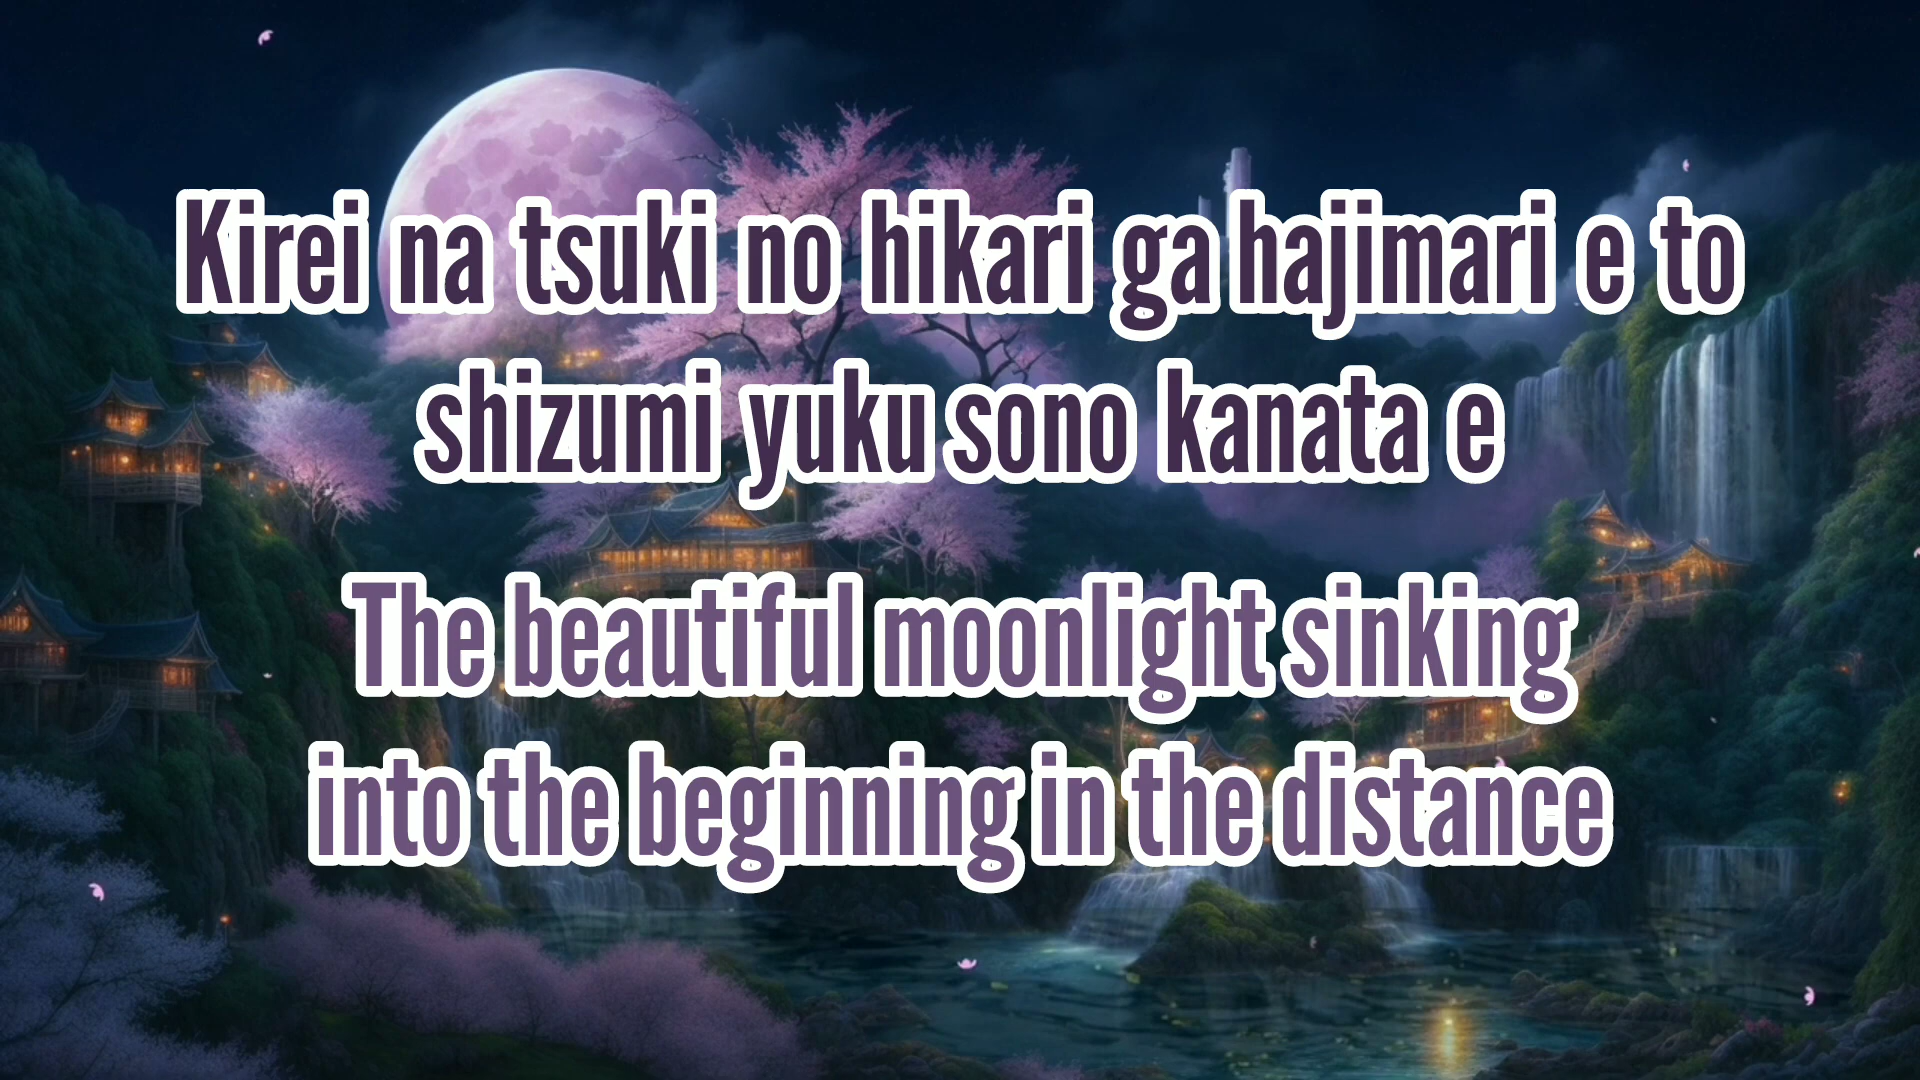 Kirei na tsuki no hikari ga hajimari e to
shizumi yuku sono kanata e
The beautiful moonlight sinking
into the beginning in the distance